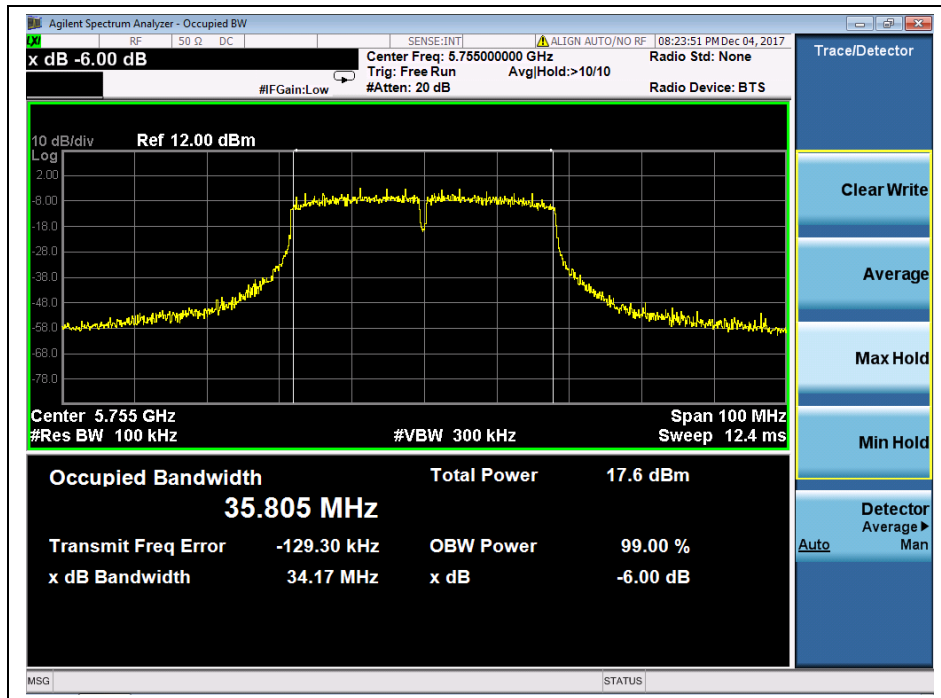 Agilent Spectrum Analyzer - Occupied BW
LXI RF 50 Ω DC SENSE:INT ALIGN AUTO/NO RF 08:23:51 PM Dec 04, 2017
x dB -6.00 dB
Center Freq: 5.755000000 GHz Radio Std: None
Trig: Free Run Avg|Hold:>10/10
#IFGain:Low #Atten: 20 dB Radio Device: BTS
10 dB/div Ref 12.00 dBm
Log
2.00
-8.00
-18.0
-28.0
-38.0
-48.0
-58.0
-68.0
-78.0
Center 5.755 GHz Span 100 MHz
#Res BW 100 kHz #VBW 300 kHz Sweep 12.4 ms
Occupied Bandwidth Total Power 17.6 dBm
35.805 MHz
Transmit Freq Error -129.30 kHz OBW Power 99.00 %
x dB Bandwidth 34.17 MHz x dB -6.00 dB
MSG STATUS
Trace/Detector
Clear Write
Average
Max Hold
Min Hold
Detector
Average
Auto Man